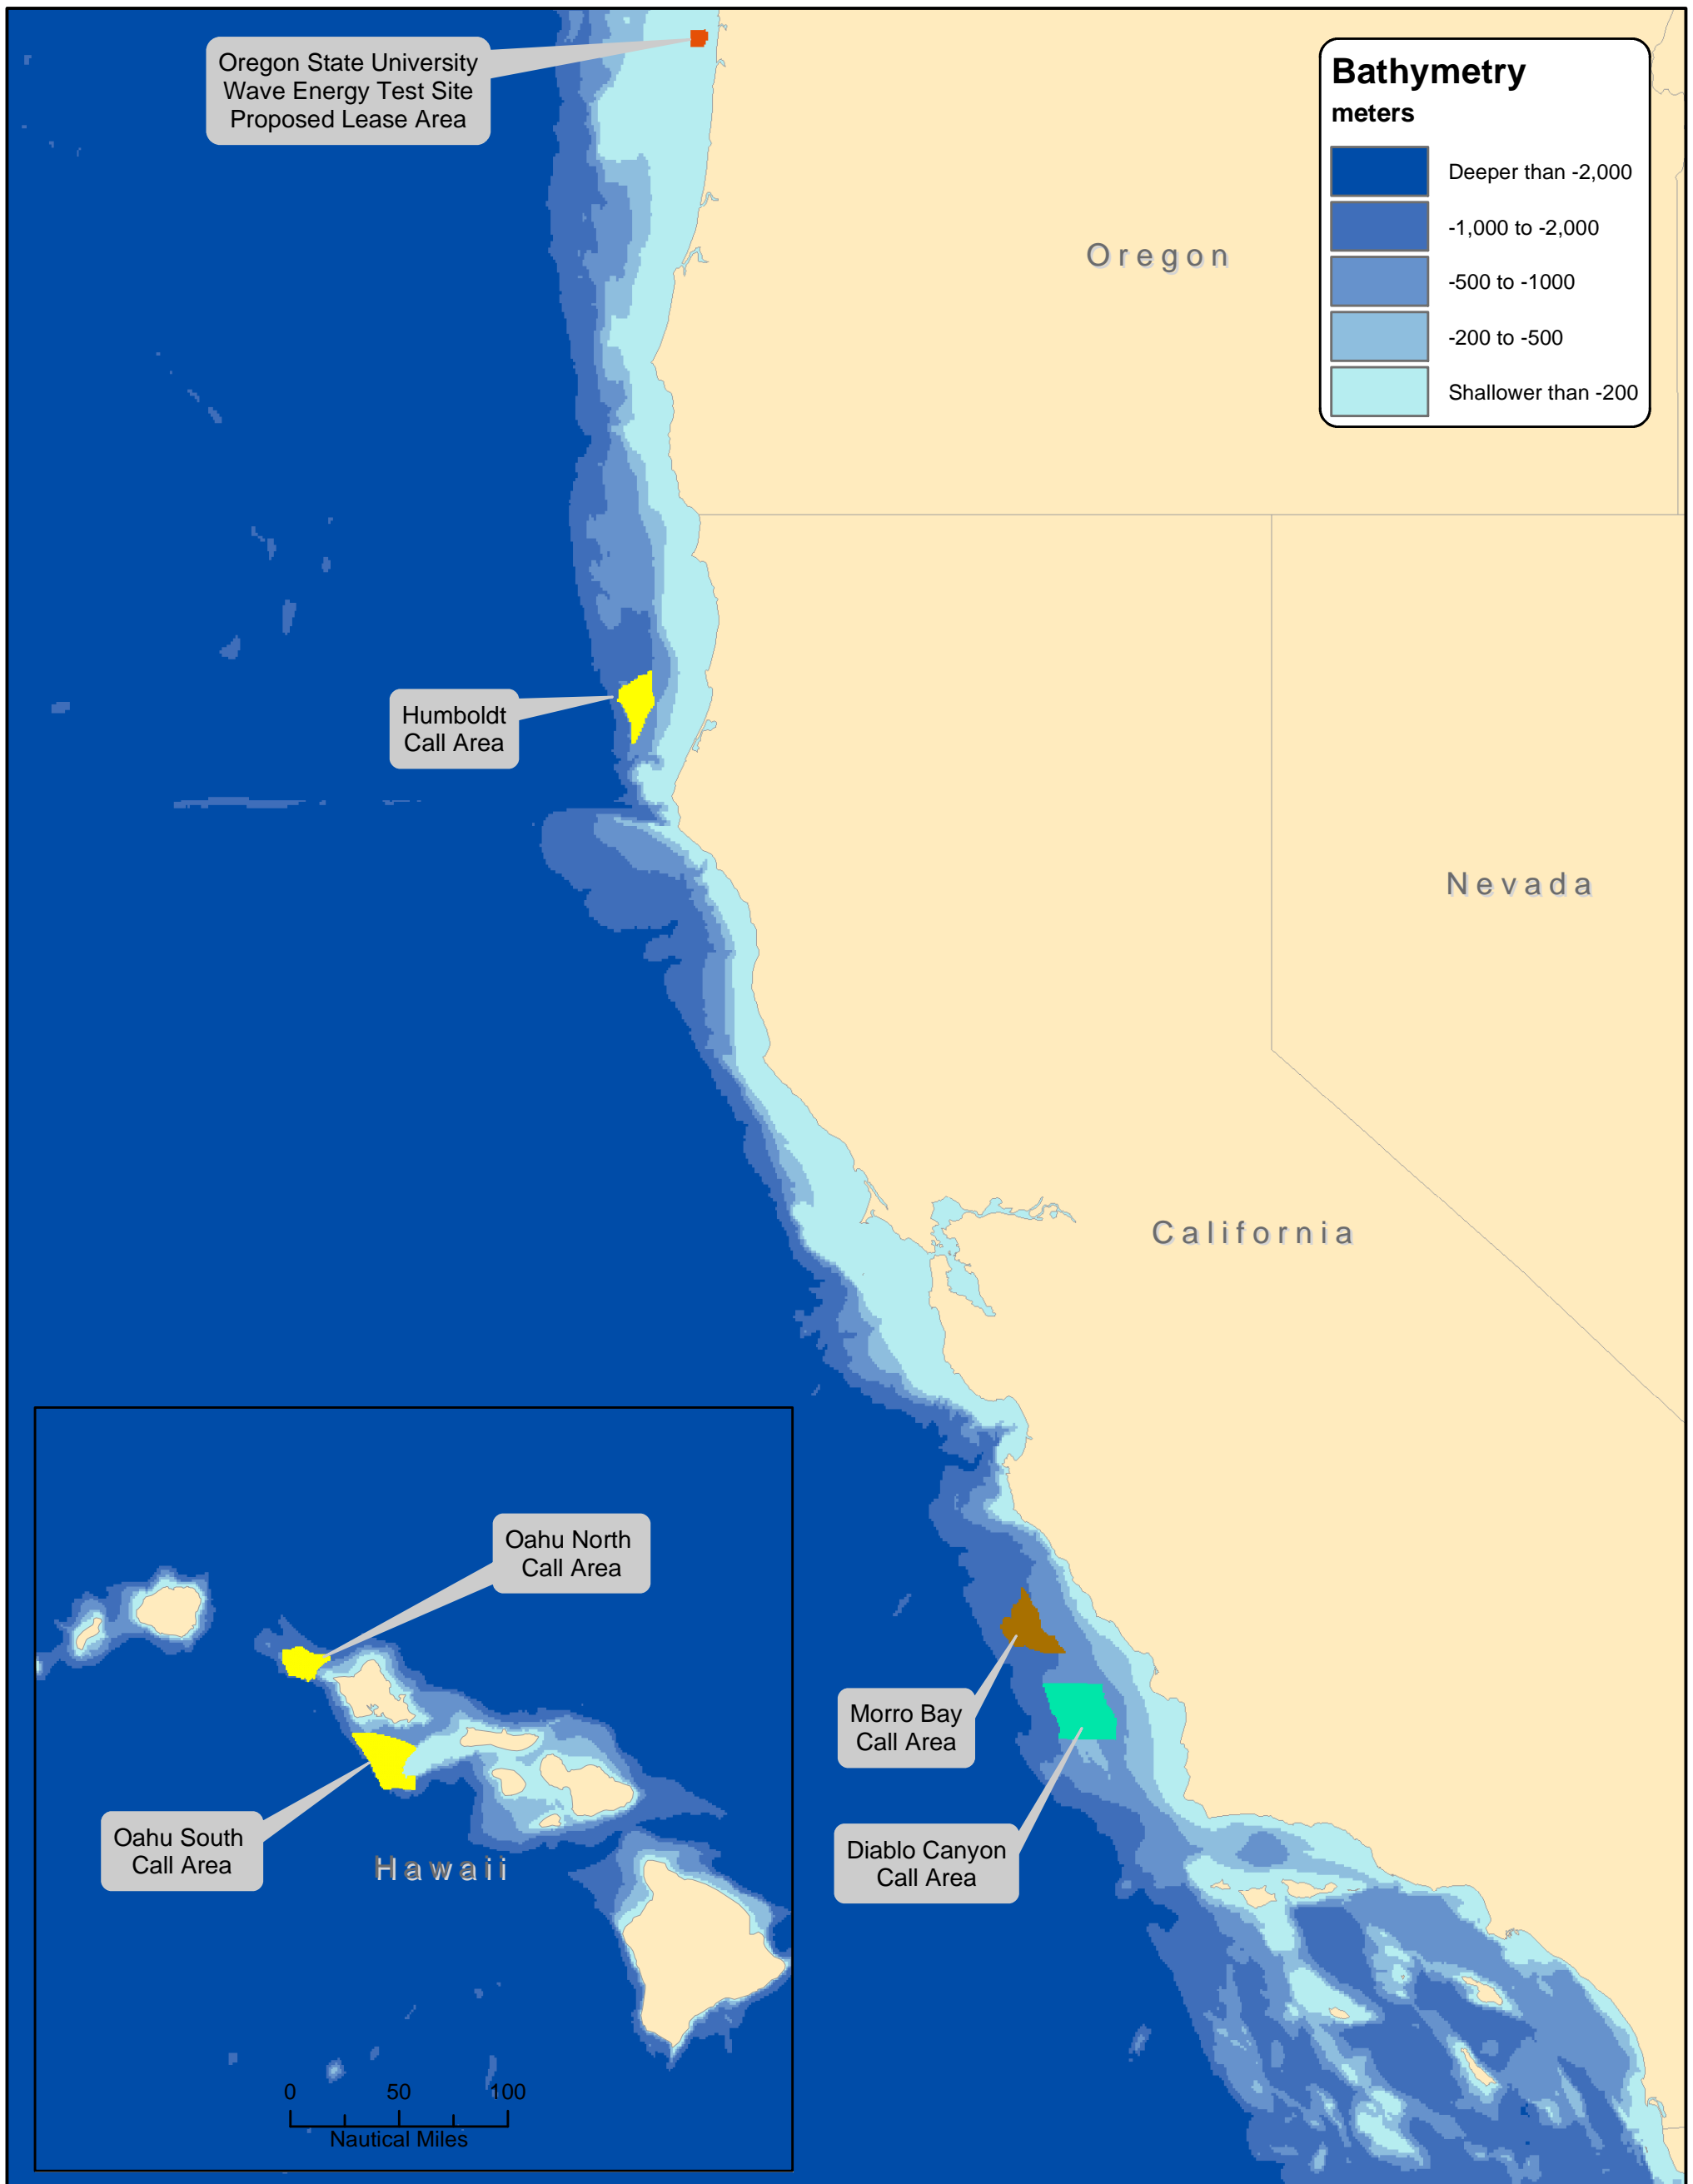 Oregon State University
Wave Energy Test Site
Proposed Lease Area
Bathymetry
meters
Deeper than -2,000
-1,000 to -2,000
-500 to -1000
-200 to -500
Shallower than -200
Oregon
Humboldt
Call Area
Nevada
California
Oahu North
Call Area
Morro Bay
Call Area
Oahu South
Call Area
Hawaii
Diablo Canyon
Call Area
0 50 100
Nautical Miles